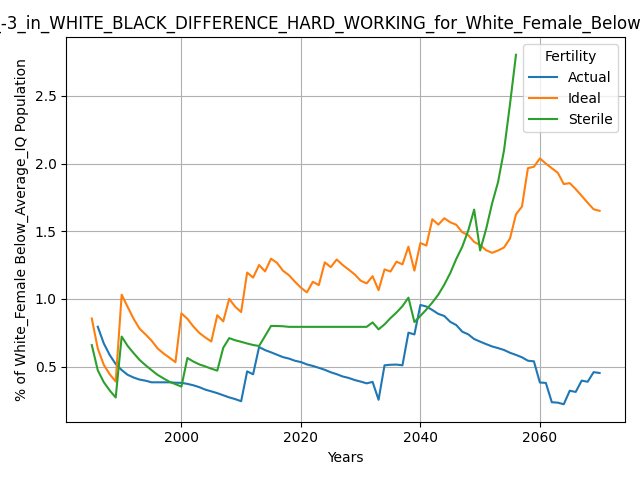 _-3_in_WHITE_BLACK_DIFFERENCE_HARD_WORKING_for_White_Female_Below
Fertility
Actual
Ideal
Sterile
% of White_Female Below_Average_IQ Population
2.5
2.0
1.5
1.0
0.5
2000
2020
2040
2060
Years